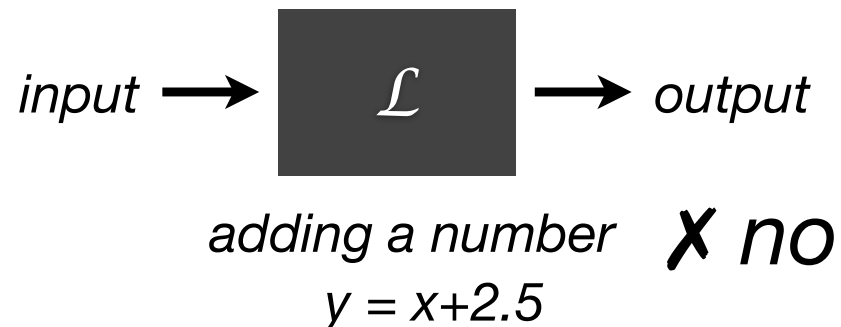 input ℒ output
adding a number ✗ no
y = x+2.5